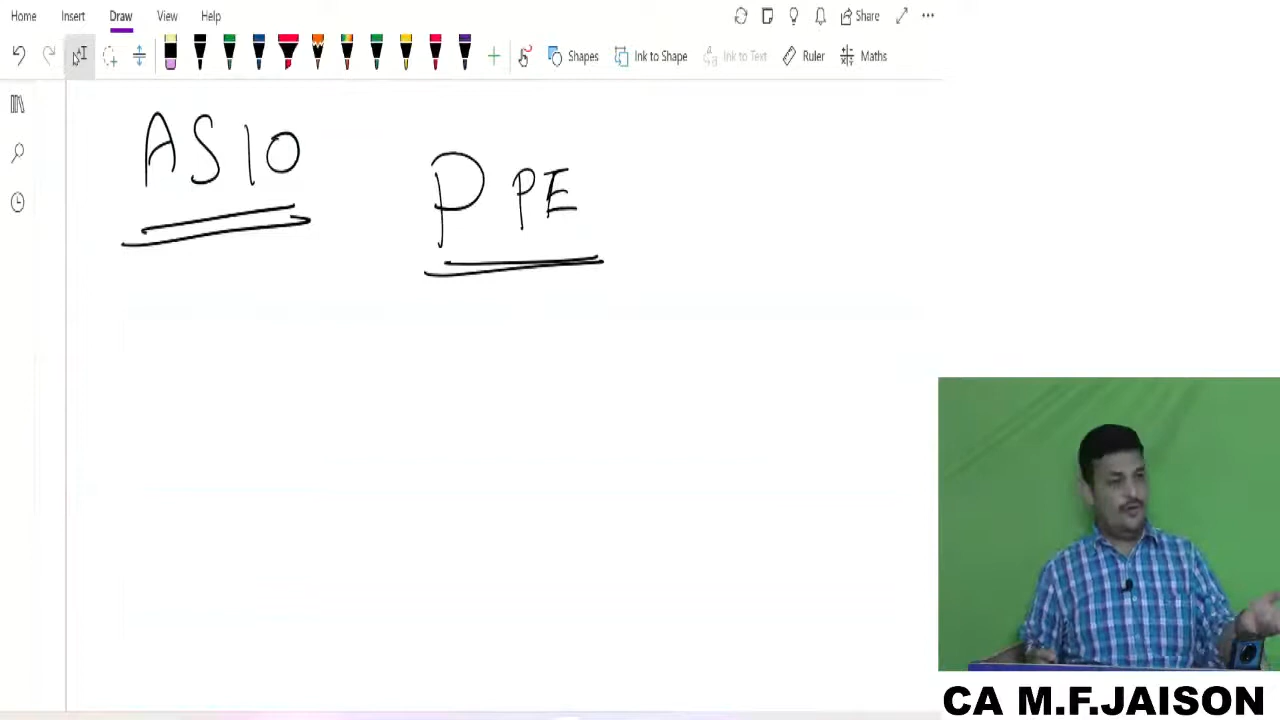 Home Insert Draw View Help
Share
Shapes Ink to Shape Ink to Text Ruler Maths
AS 10
PPE
CA M.F.JAISON